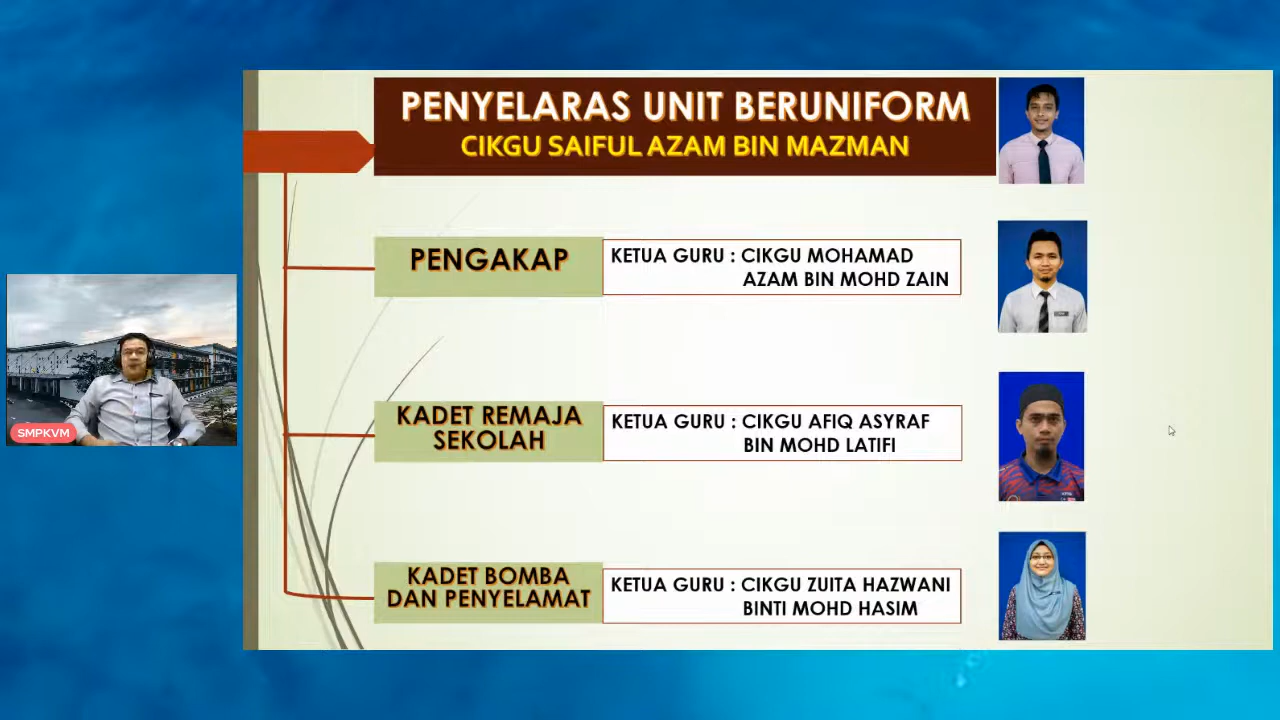 PENYELARAS UNIT BERUNIFORM
CIKGU SAIFUL AZAM BIN MAZMAN
PENGAKAP
KETUA GURU : CIKGU MOHAMAD
AZAM BIN MOHD ZAIN
KADET REMAJA
SEKOLAH
KETUA GURU : CIKGU AFIQ ASYRAF
BIN MOHD LATIFI
SMPKVM
KADET BOMBA
DAN PENYELAMAT
KETUA GURU : CIKGU ZUITA HAZWANI
BINTI MOHD HASIM